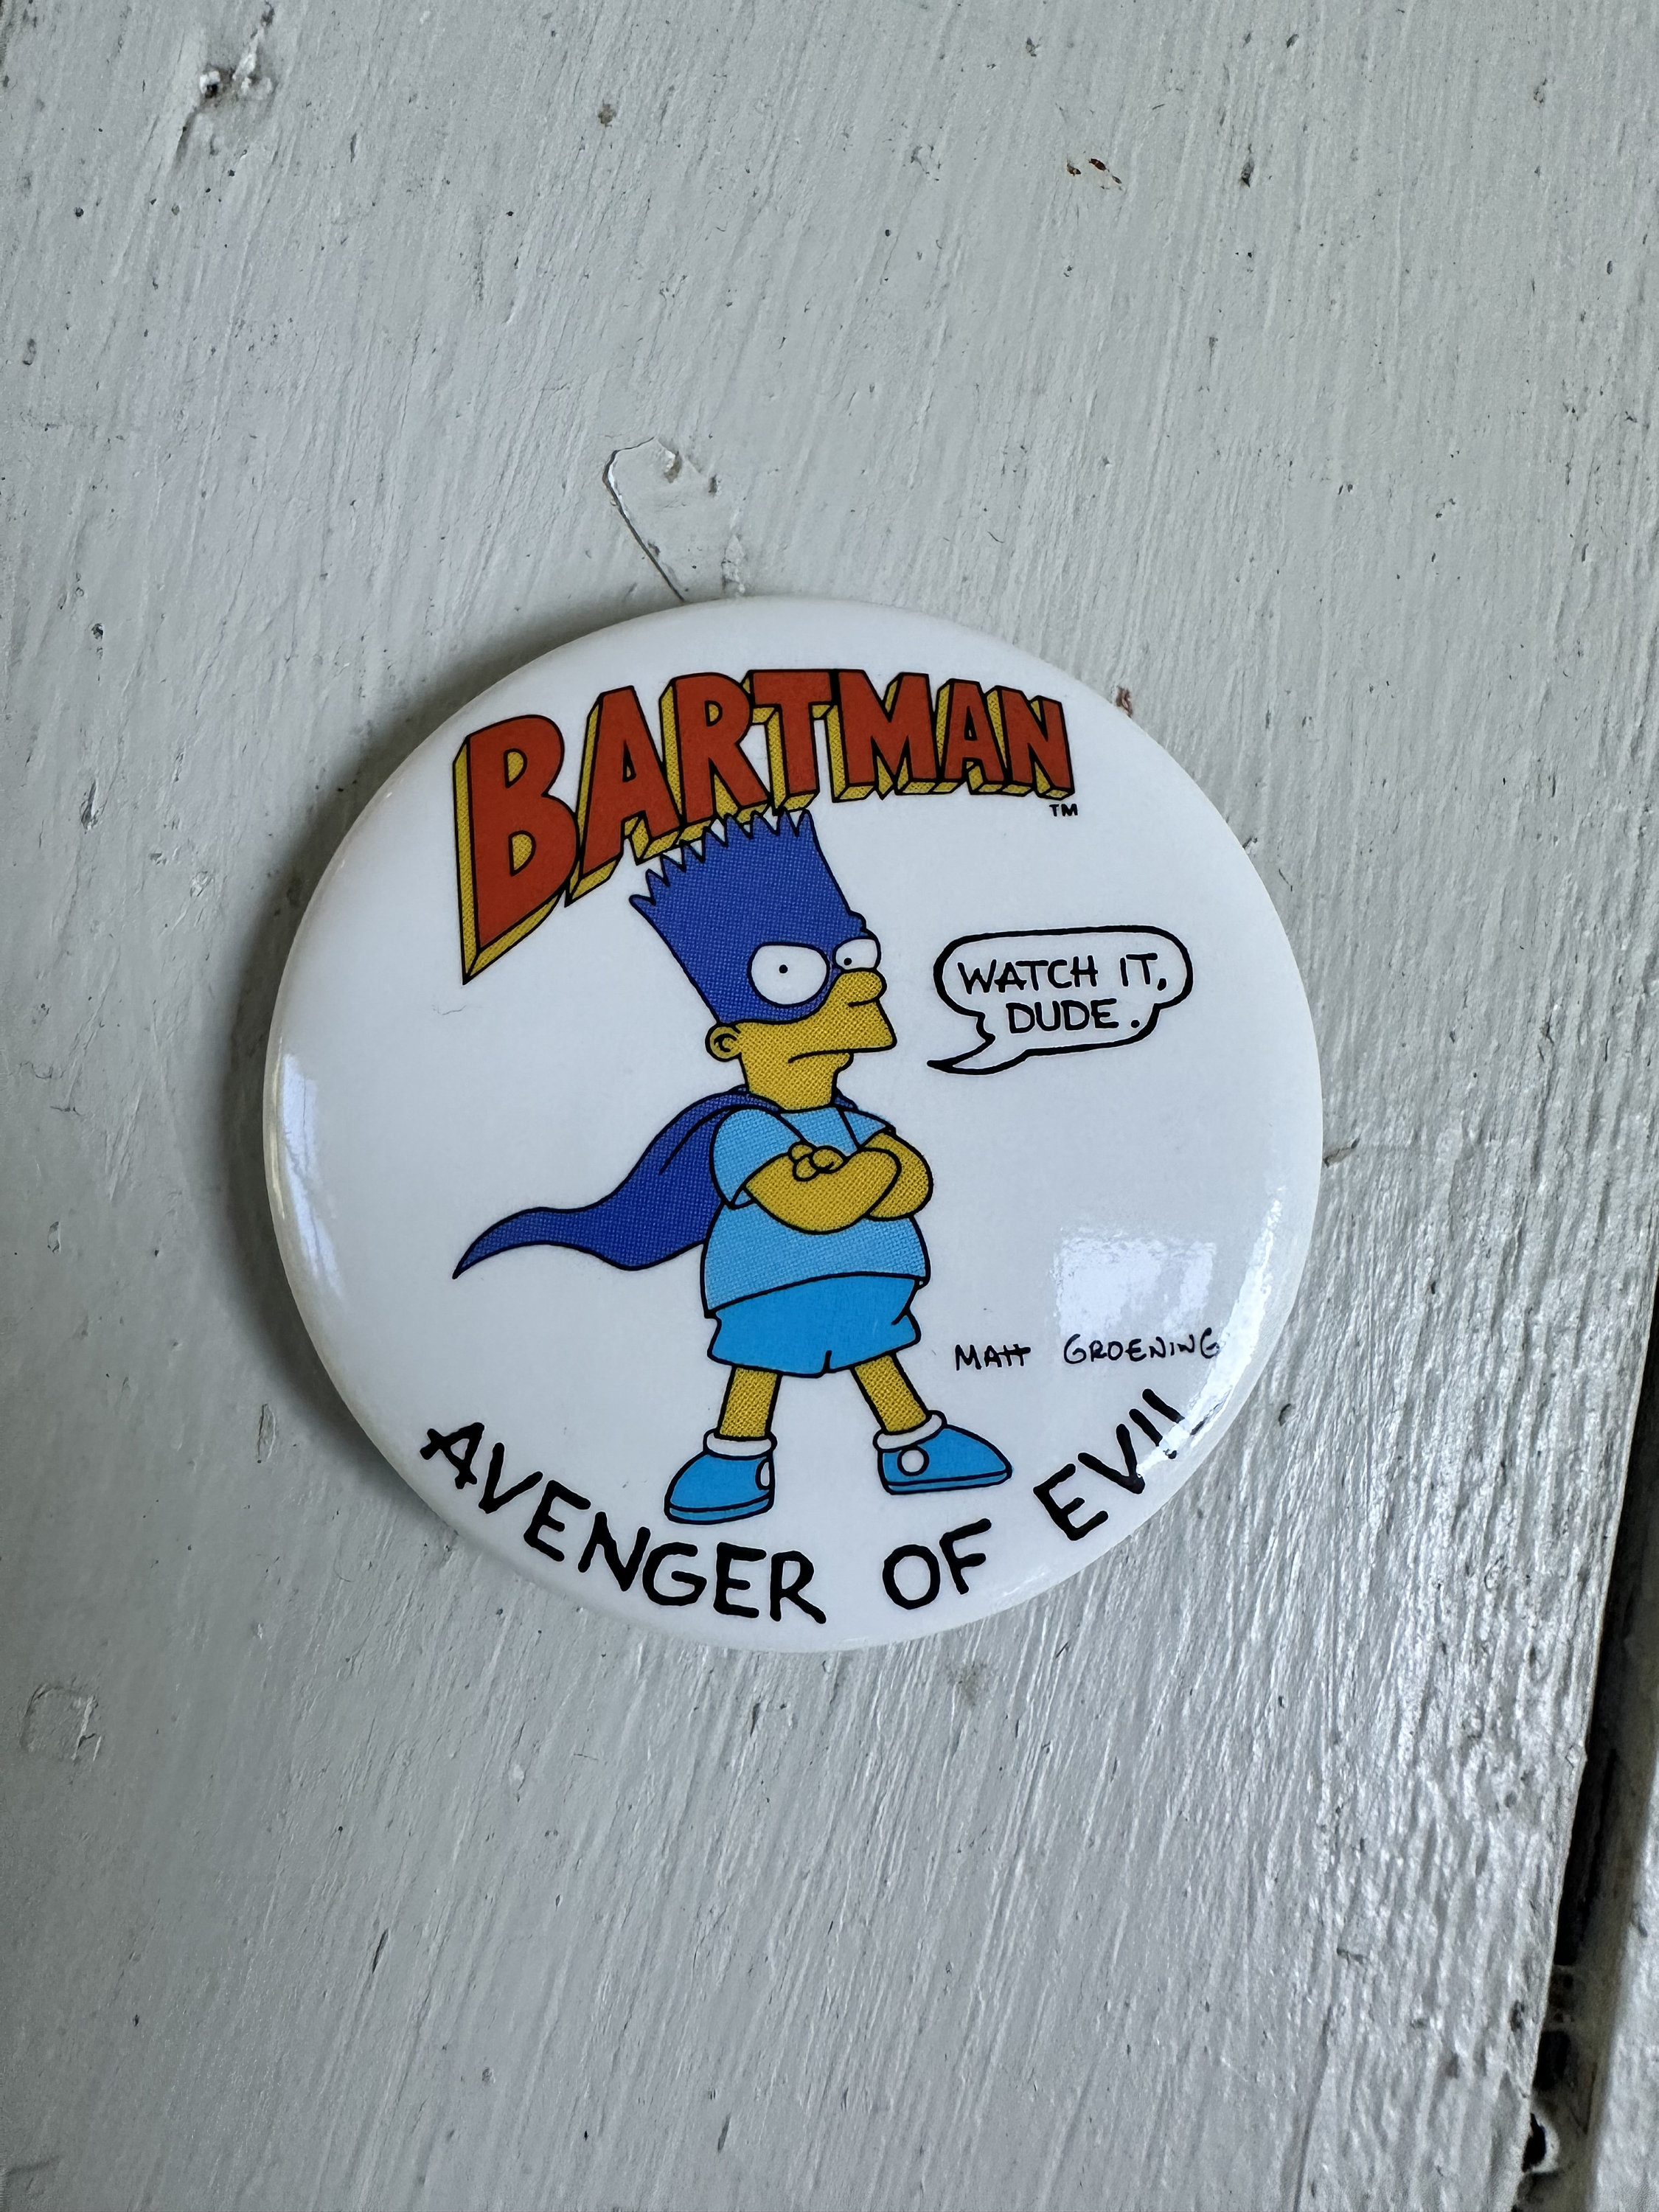 BARTMAN
TM
WATCH IT,
DUDE.
MATT GROENING
AVENGER OF EVIL